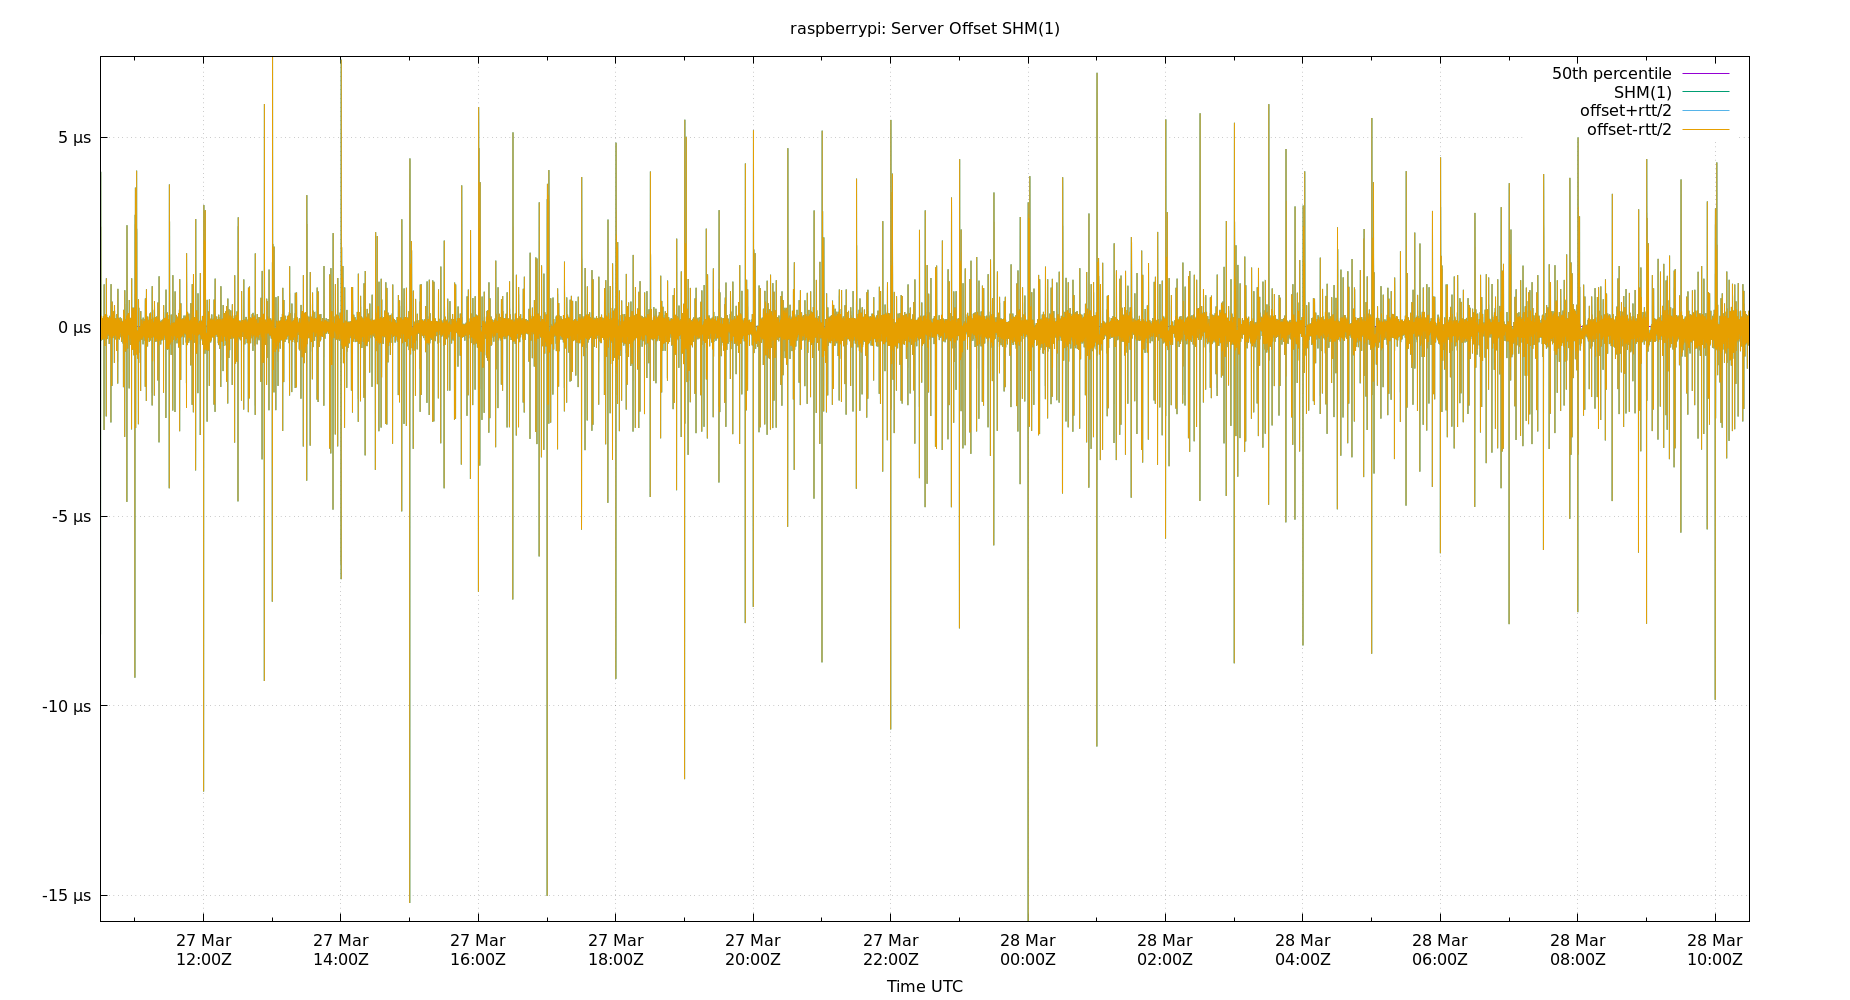 raspberrypi: Server Offset SHM(1)
50th percentile
SHM(1)
offset+rtt/2
offset-rtt/2
5 µs
0 µs
-5 µs
-10 µs
-15 µs
27 Mar 27 Mar 27 Mar 27 Mar 27 Mar 27 Mar 28 Mar 28 Mar 28 Mar 28 Mar 28 Mar 28 Mar
12:00Z 14:00Z 16:00Z 18:00Z 20:00Z 22:00Z 00:00Z 02:00Z 04:00Z 06:00Z 08:00Z 10:00Z
Time UTC